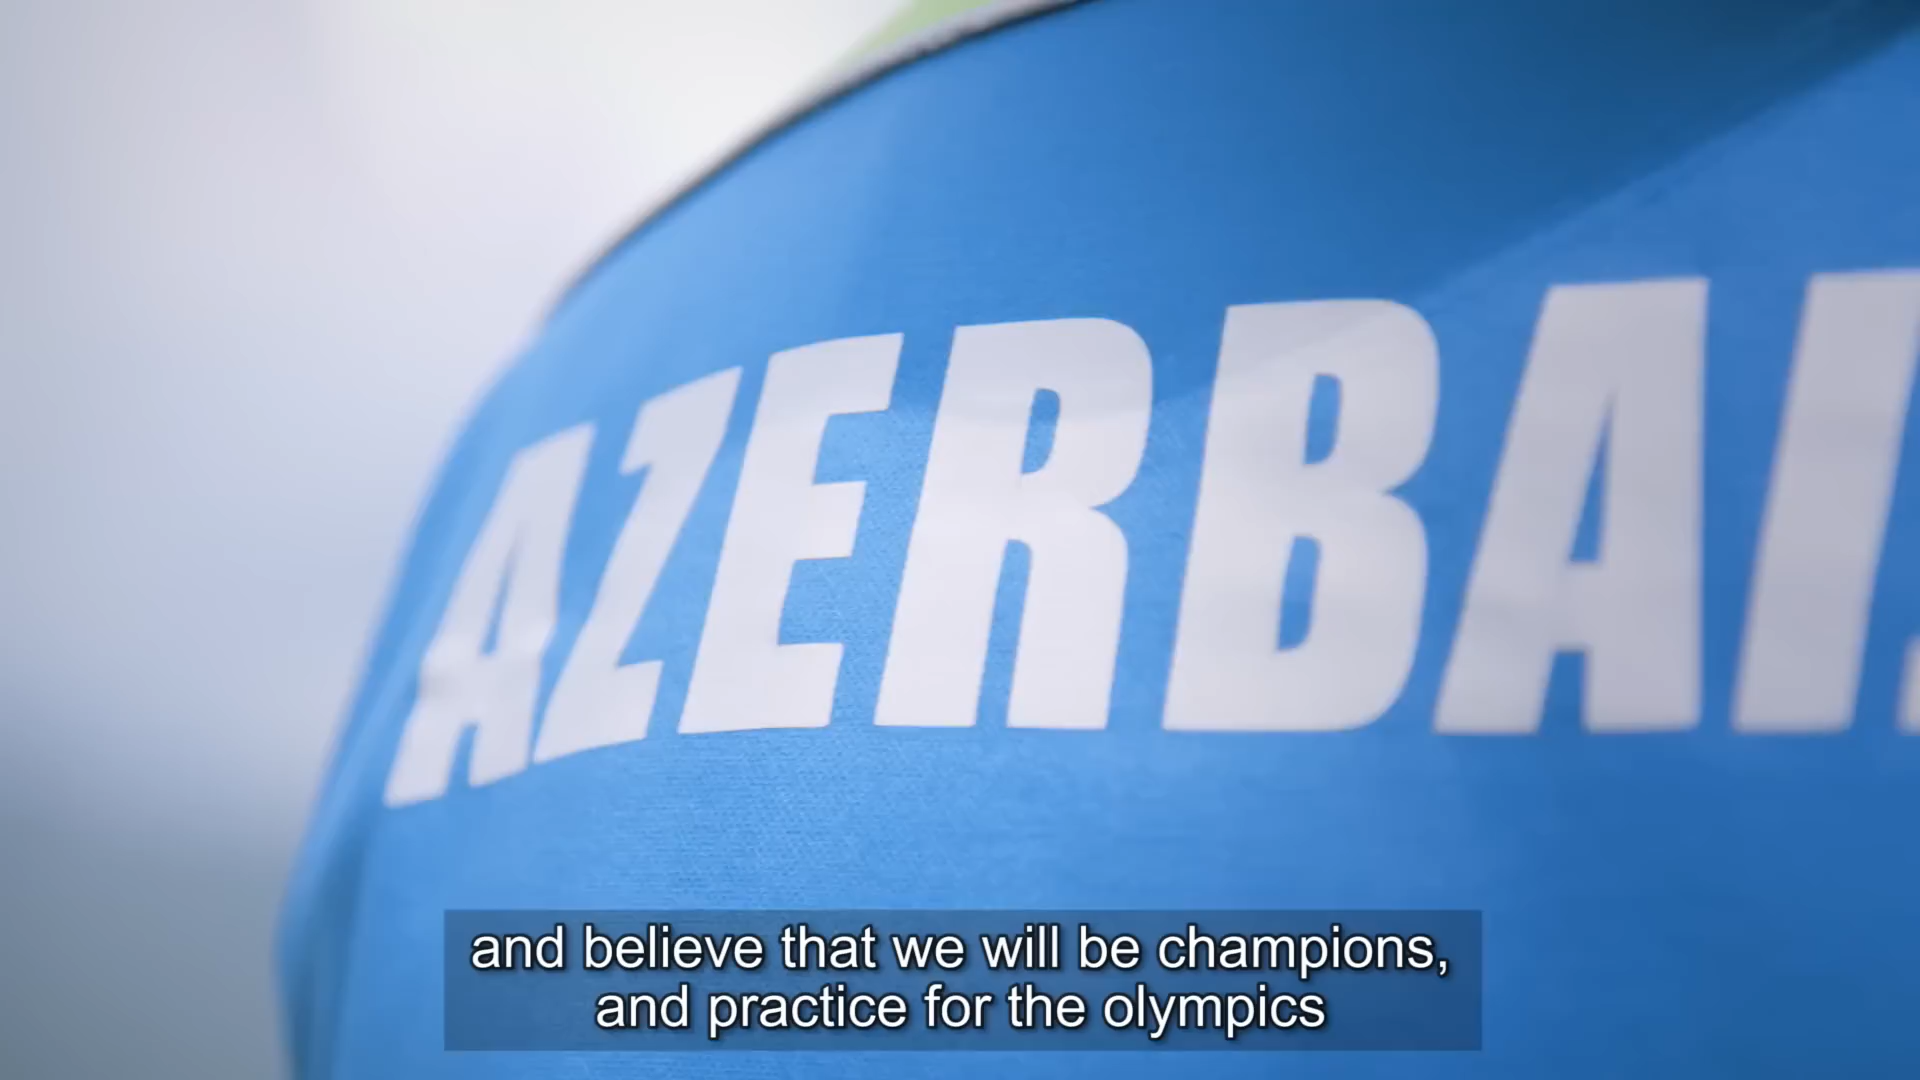 AZERBAI
and believe that we will be champions,
and practice for the olympics